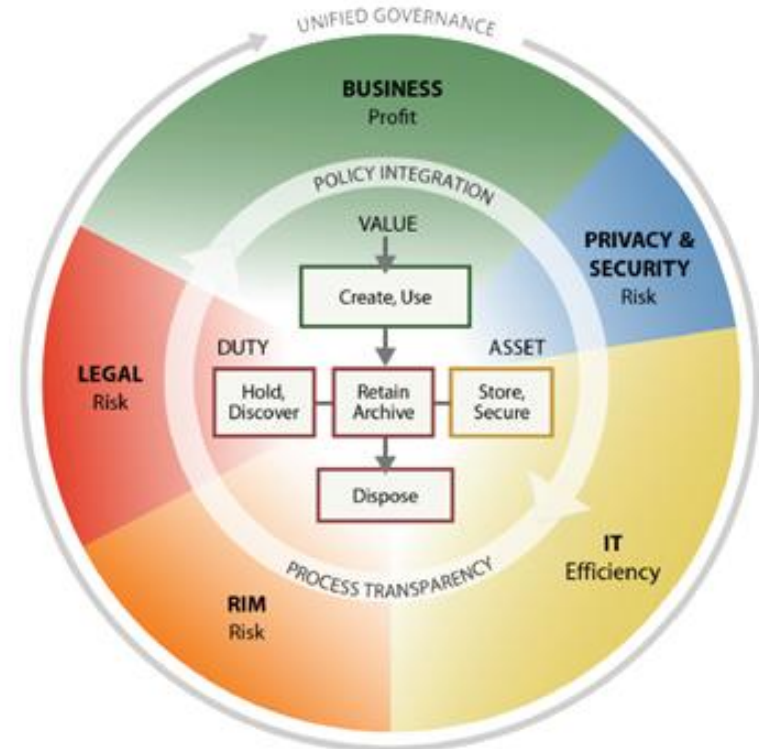 UNIFIED GOVERNANCE
BUSINESS
Profit
POLICY INTEGRATION
VALUE
PRIVACY &
SECURITY
Risk
Create, Use
DUTY
ASSET
LEGAL
Risk
Hold,
Discover
Retain
Archive
Store,
Secure
Dispose
IT
Efficiency
PROCESS TRANSPARENCY
RIM
Risk